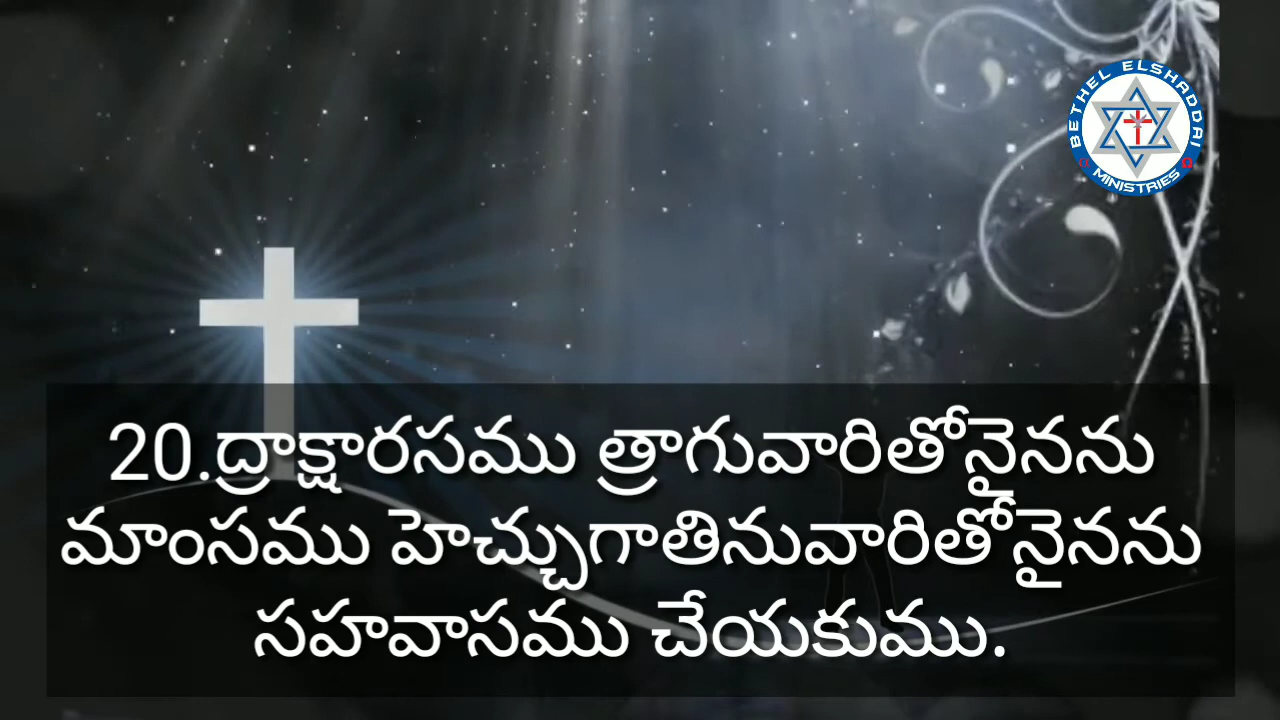 BETHEL ELSHADDAI
MINISTRIES
20.ద్రాక్షారసము త్రాగువారితోనైనను
మాంసము హెచ్చుగాతినువారితోనైనను
సహవాసము చేయకుము.